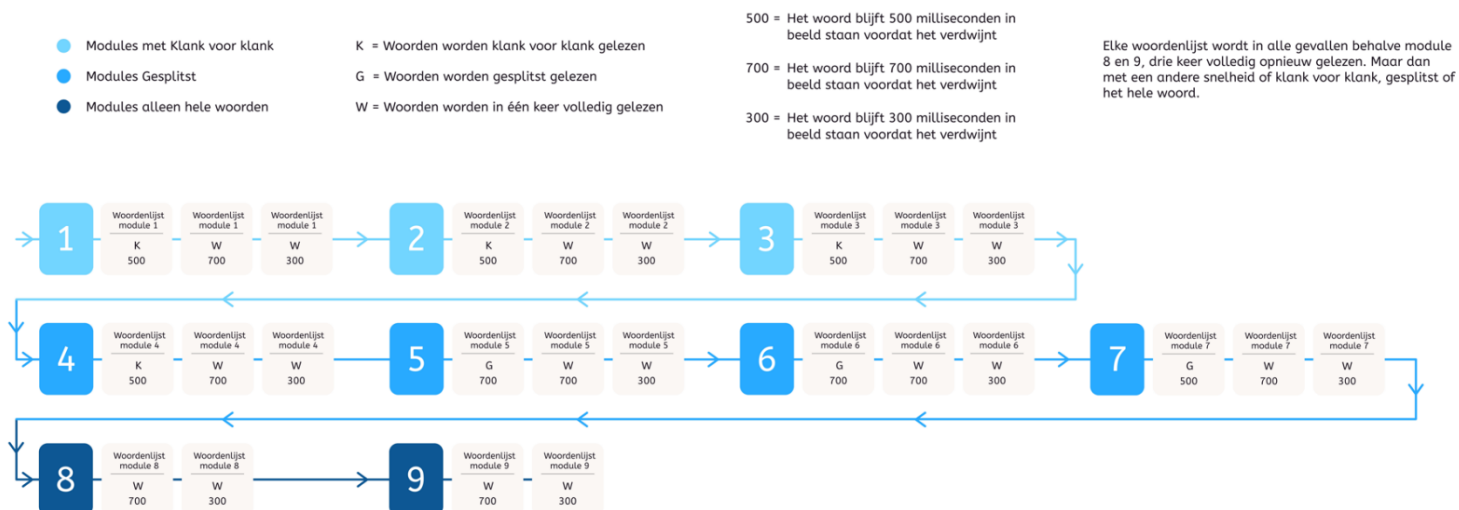 Modules met Klank voor klank
Modules Gesplitst
Modules alleen hele woorden
K = Woorden worden klank voor klank gelezen
G = Woorden worden gesplitst gelezen
W = Woorden worden in één keer volledig gelezen
500 = Het woord blijft 500 milliseconden in
beeld staan voordat het verdwijnt
700 = Het woord blijft 700 milliseconden in
beeld staan voordat het verdwijnt
300 = Het woord blijft 300 milliseconden in
beeld staan voordat het verdwijnt
Elke woordenlijst wordt in alle gevallen behalve module
8 en 9, drie keer volledig opnieuw gelezen. Maar dan
met een andere snelheid of klank voor klank, gesplitst of
het hele woord.
1
Woordenlijst
module 1
K
500
Woordenlijst
module 1
W
700
Woordenlijst
module 1
W
300
2
Woordenlijst
module 2
K
500
Woordenlijst
module 2
W
700
Woordenlijst
module 2
W
300
3
Woordenlijst
module 3
K
500
Woordenlijst
module 3
W
700
Woordenlijst
module 3
W
300
4
Woordenlijst
module 4
K
500
Woordenlijst
module 4
W
700
Woordenlijst
module 4
W
300
5
Woordenlijst
module 5
G
700
Woordenlijst
module 5
W
700
Woordenlijst
module 5
W
300
6
Woordenlijst
module 6
G
700
Woordenlijst
module 6
W
700
Woordenlijst
module 6
W
300
7
Woordenlijst
module 7
G
500
Woordenlijst
module 7
W
700
Woordenlijst
module 7
W
300
8
Woordenlijst
module 8
W
700
Woordenlijst
module 8
W
300
9
Woordenlijst
module 9
W
700
Woordenlijst
module 9
W
300